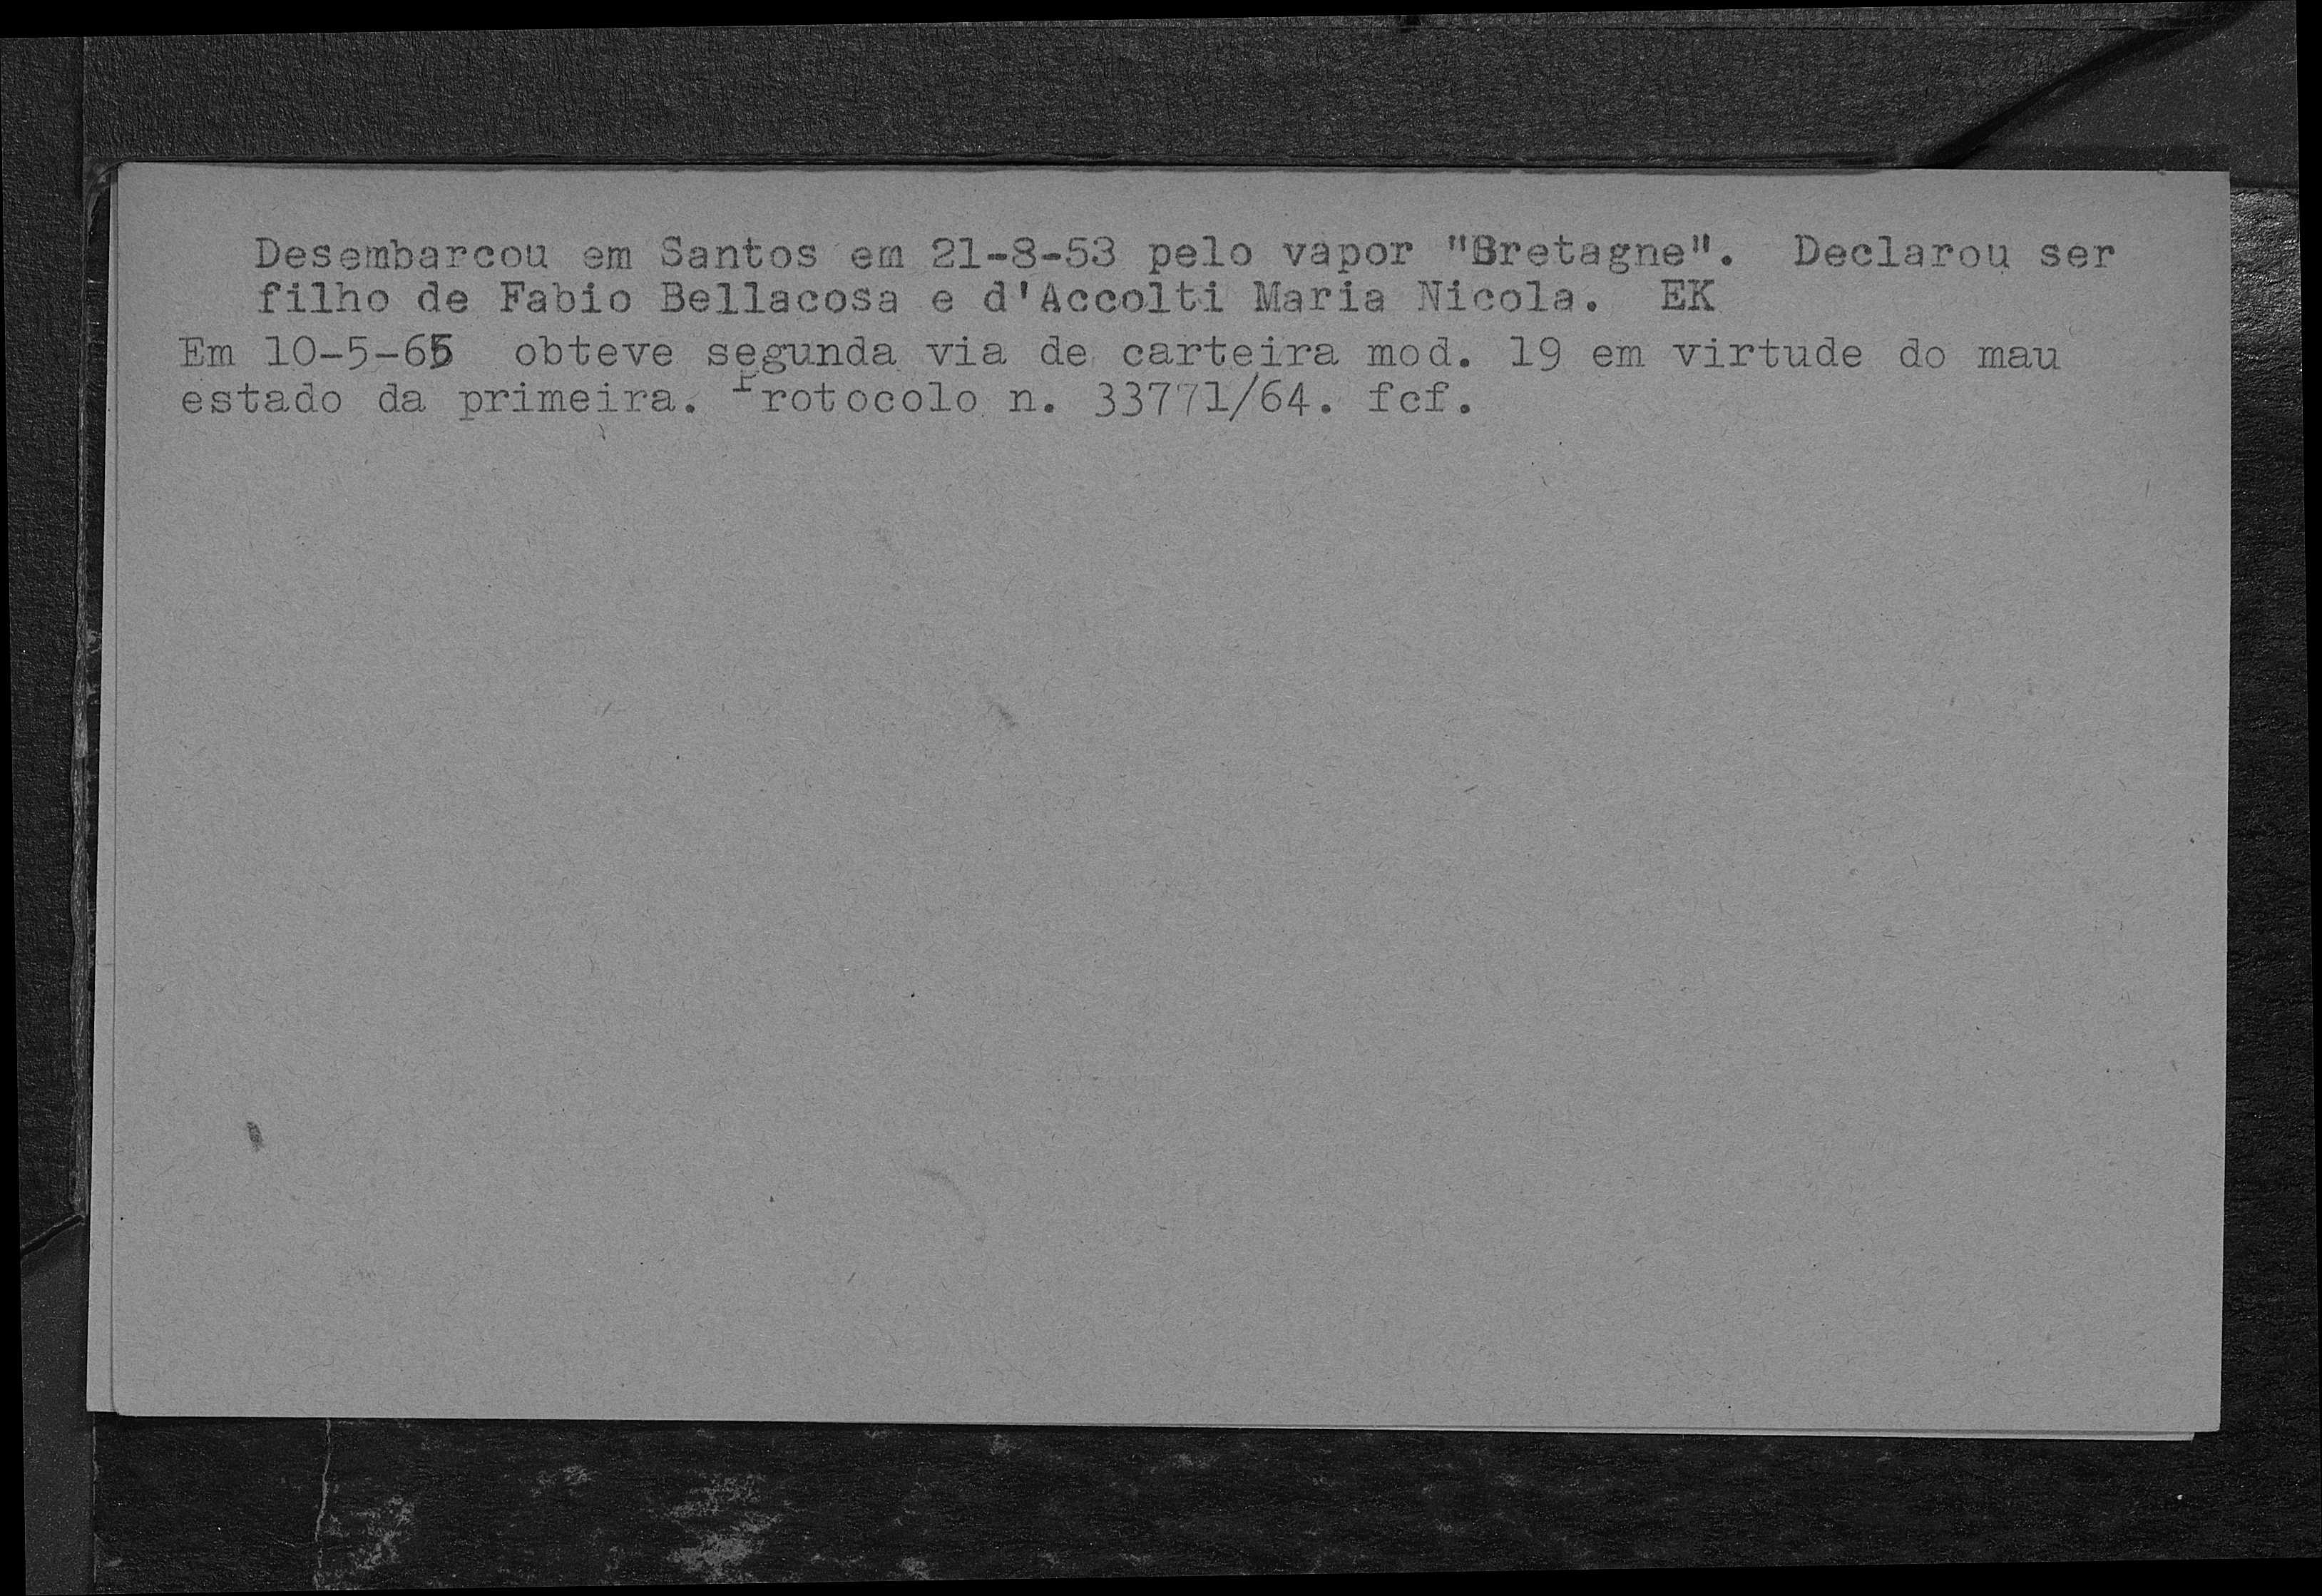 Desembarcou em Santos em 21-8-53 pelo vapor "Bretagne". Declarou ser
filho de Fabio Bellacosa e d'Accolti Maria Nicola. EK
Em 10-5-65 obteve segunda via de carteira mod. 19 em virtude do mau
estado da primeira. Protocolo n. 33771/64. fcf.